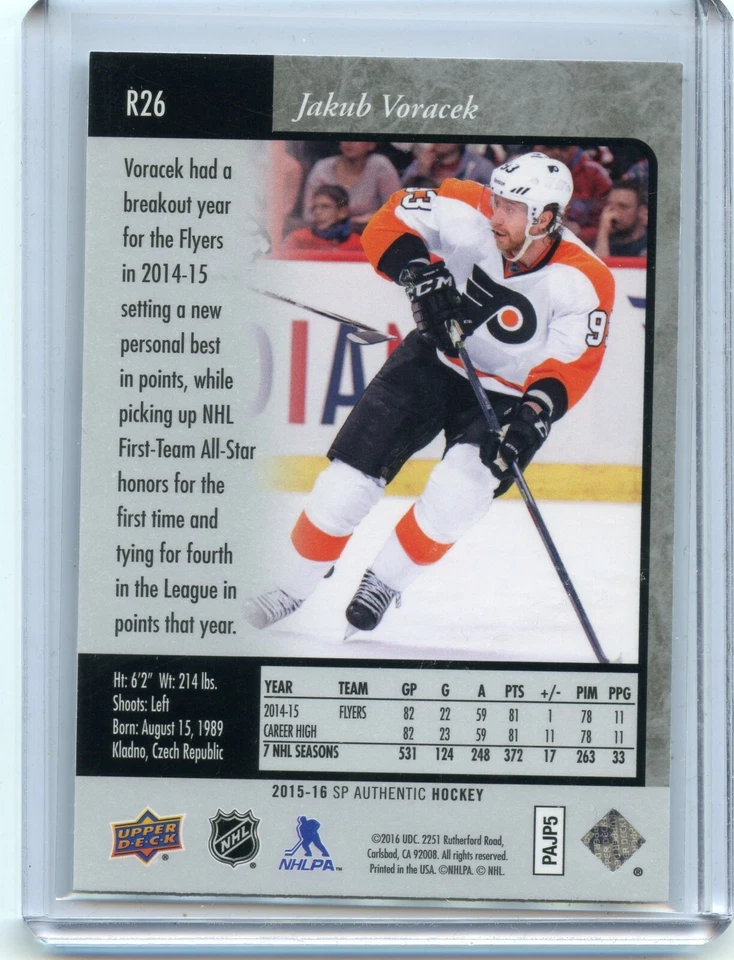 R26
Jakub Voracek
Voracek had a
breakout year
for the Flyers
in 2014-15
setting a new
personal best
in points, while
picking up NHL
First-Team All-Star
honors for the
first time and
tying for fourth
in the League in
points that year.
93
93
CCM
DIA
Ht: 6'2" Wt: 214 lbs.
Shoots: Left
Born: August 15, 1989
Kladno, Czech Republic
YEAR TEAM GP G A PTS +/- PIM PPG
2014-15 FLYERS 82 22 59 81 1 78 11
CAREER HIGH 82 23 59 81 11 78 11
7 NHL SEASONS 531 124 248 372 17 263 33
2015-16 SP AUTHENTIC HOCKEY
UPPER
D·E·C·K
®
NHL
®
NHLPA™
©2016 UDC. 2251 Rutherford Road,
Carlsbad, CA 92008. All rights reserved.
Printed in the USA. ©NHLPA. © NHL.
PAJP5
®